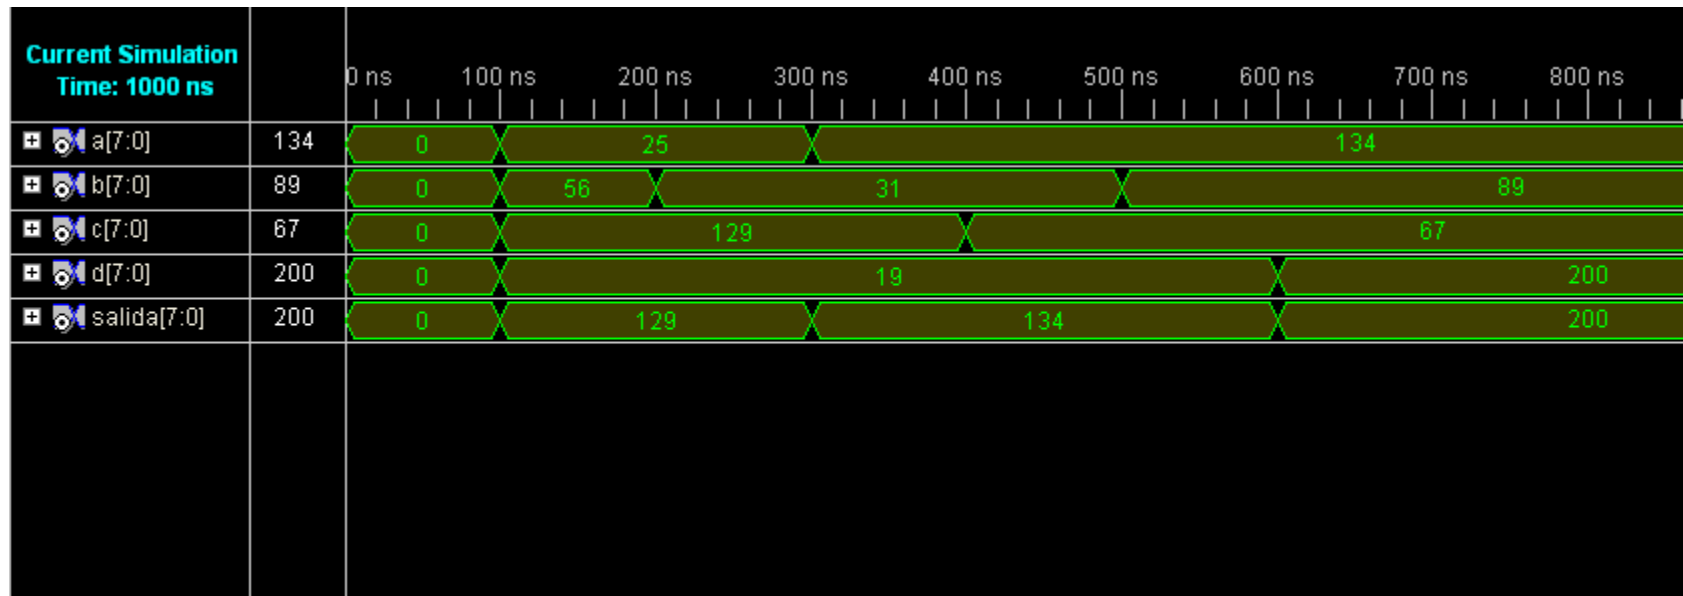 Current Simulation
Time: 1000 ns
0 ns 100 ns 200 ns 300 ns 400 ns 500 ns 600 ns 700 ns 800 ns
a[7:0] 134 0 25 134
b[7:0] 89 0 56 31 89
c[7:0] 67 0 129 67
d[7:0] 200 0 19 200
salida[7:0] 200 0 129 134 200